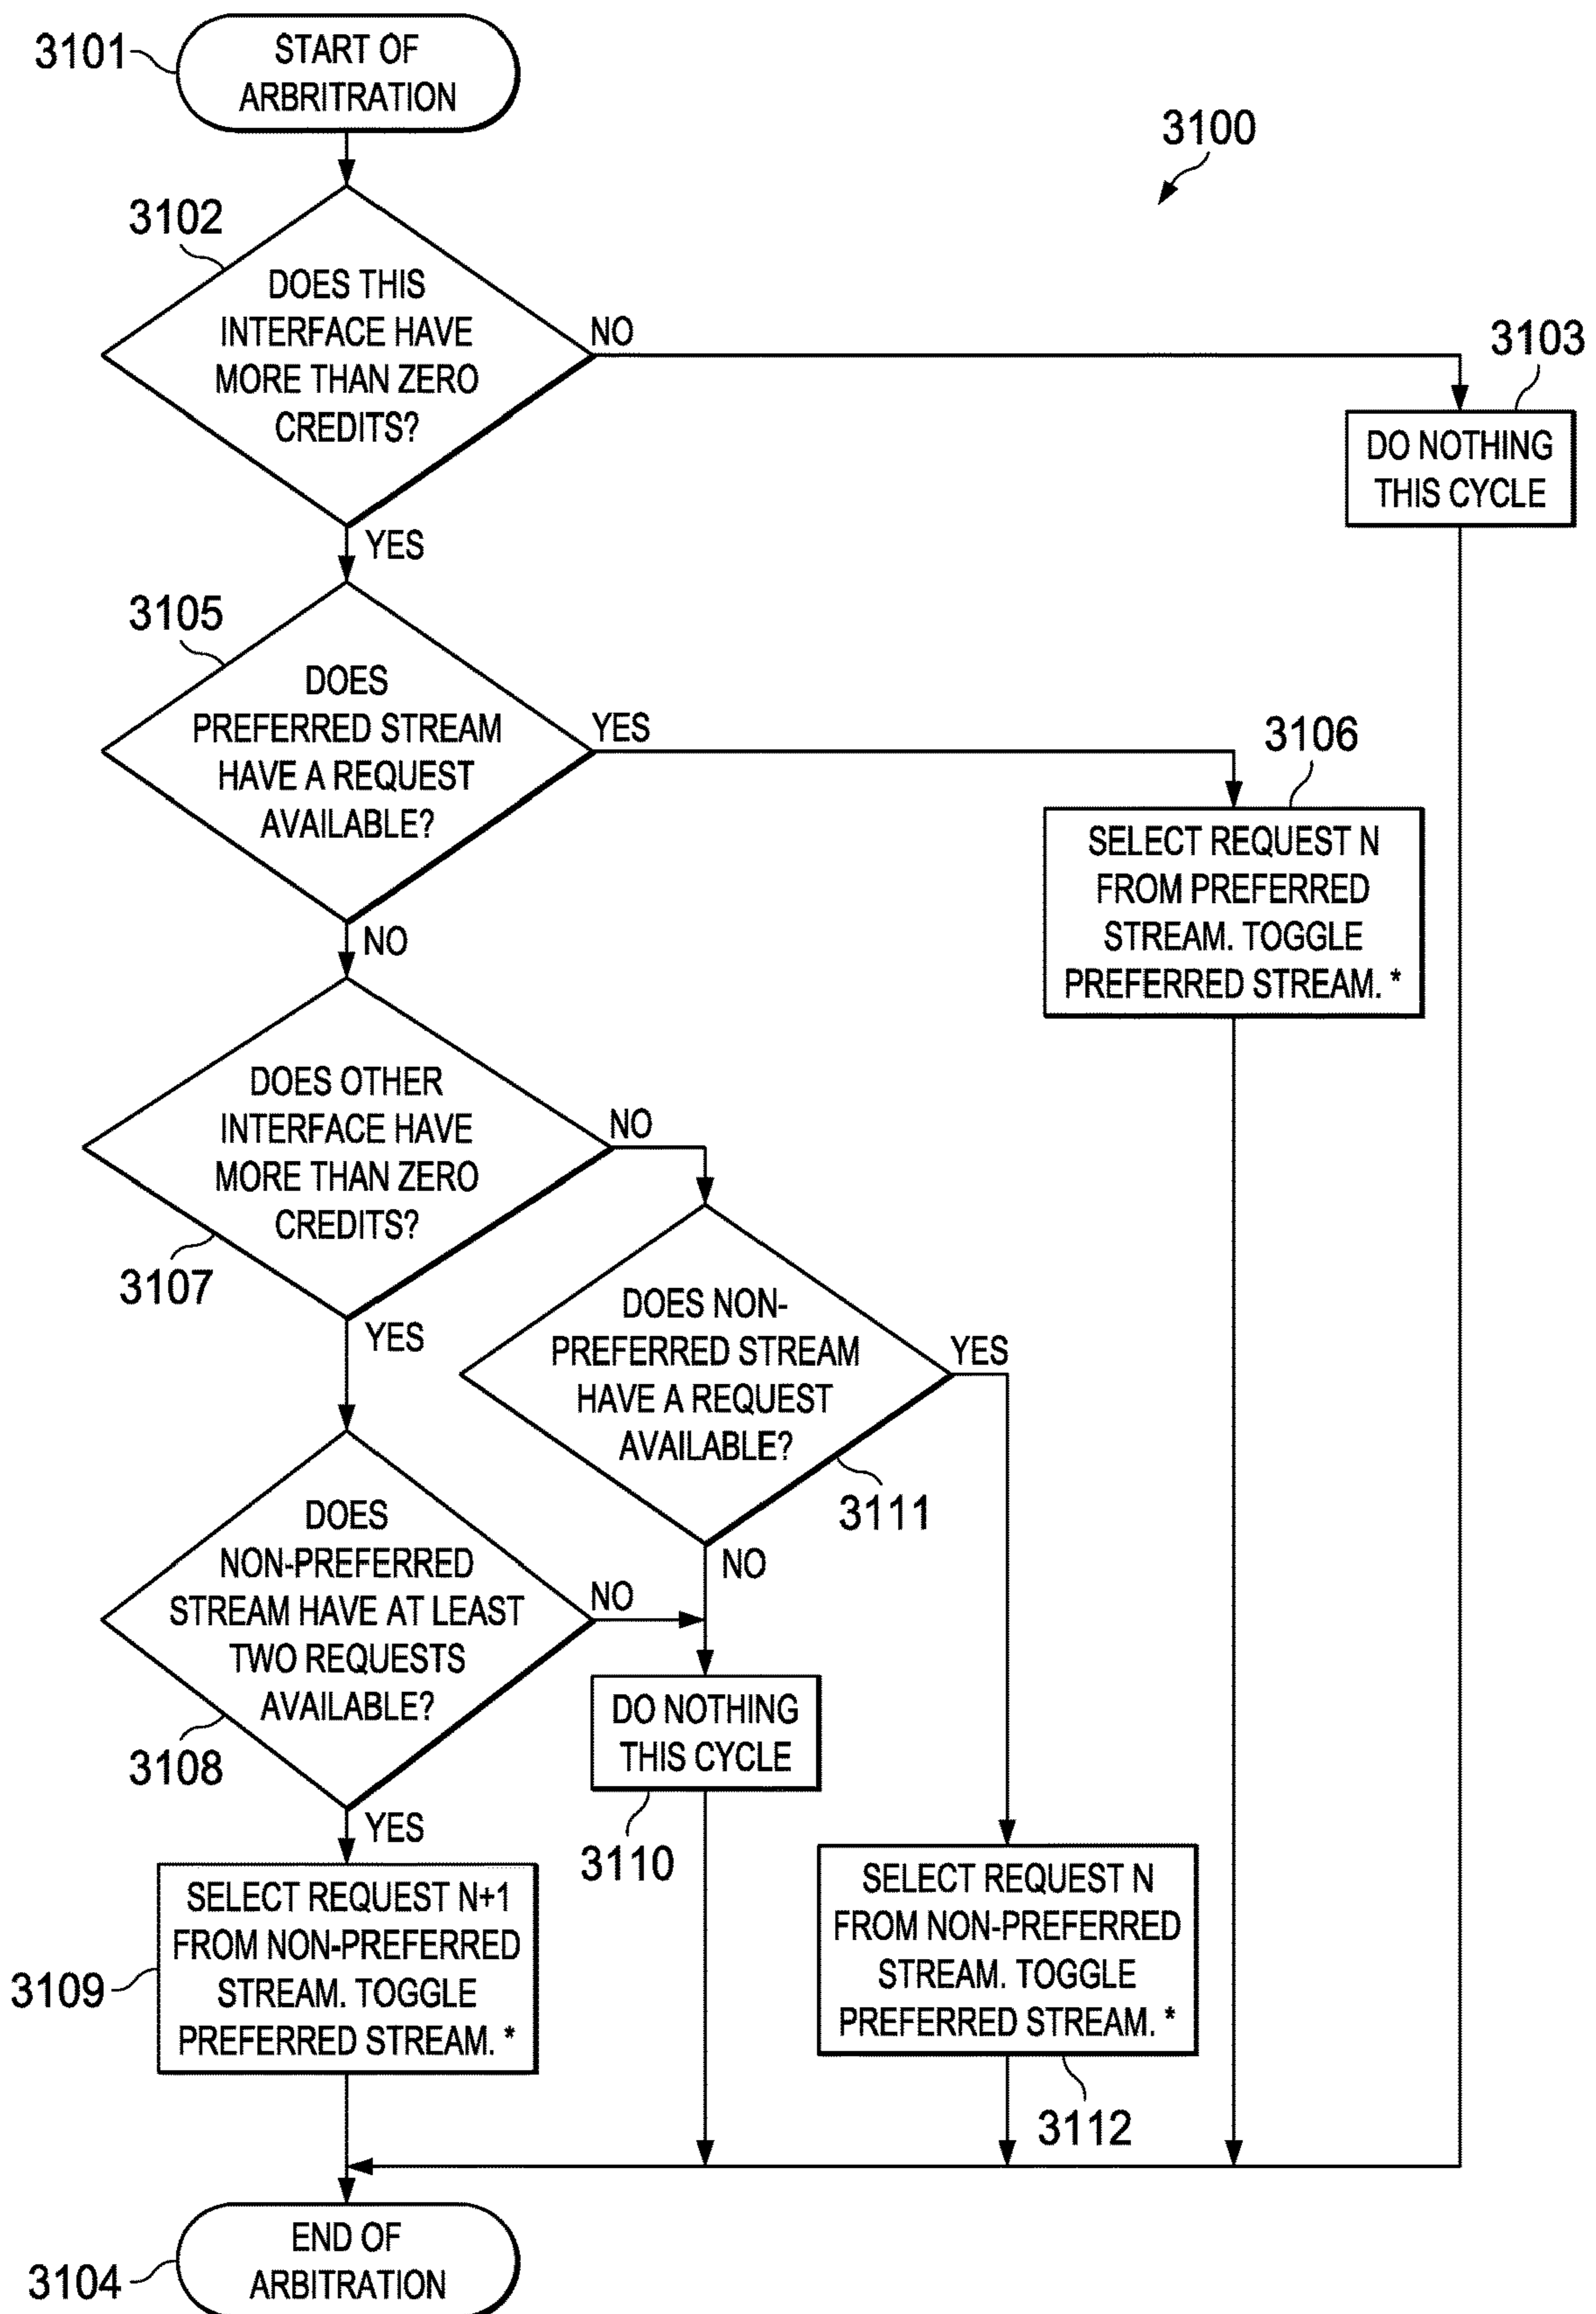 3101
START OF
ARBRITRATION
3100
3102
DOES THIS
INTERFACE HAVE
MORE THAN ZERO
CREDITS?
NO
YES
3103
DO NOTHING
THIS CYCLE
3105
DOES
PREFERRED STREAM
HAVE A REQUEST
AVAILABLE?
YES
NO
3106
SELECT REQUEST N
FROM PREFERRED
STREAM. TOGGLE
PREFERRED STREAM. *
DOES OTHER
INTERFACE HAVE
MORE THAN ZERO
CREDITS?
NO
3107
YES
DOES NON-
PREFERRED STREAM
HAVE A REQUEST
AVAILABLE?
YES
3111
NO
DOES
NON-PREFERRED
STREAM HAVE AT LEAST
TWO REQUESTS
AVAILABLE?
NO
3108
YES
DO NOTHING
THIS CYCLE
3110
SELECT REQUEST N+1
FROM NON-PREFERRED
STREAM. TOGGLE
PREFERRED STREAM. *
3109
SELECT REQUEST N
FROM NON-PREFERRED
STREAM. TOGGLE
PREFERRED STREAM. *
3112
END OF
ARBITRATION
3104